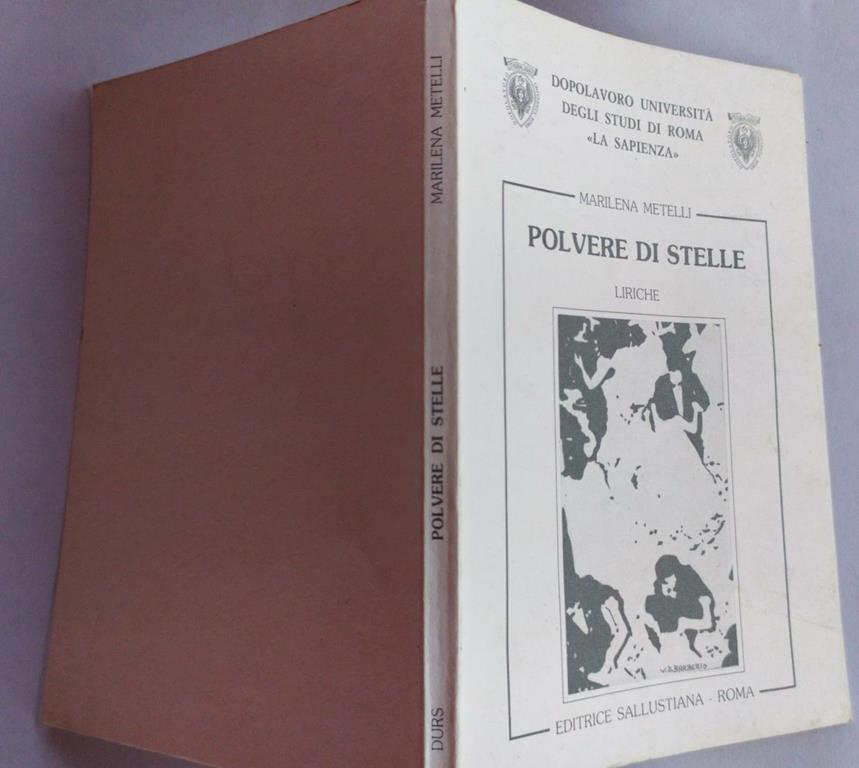 MARILENA METELLI
POLVERE DI STELLE
DURS
DOPOLAVORO UNIVERSITÀ
DEGLI STUDI DI ROMA
«LA SAPIENZA»
MARILENA METELLI
POLVERE DI STELLE
LIRICHE
V.D. BARBERIO
EDITRICE SALLUSTIANA - ROMA